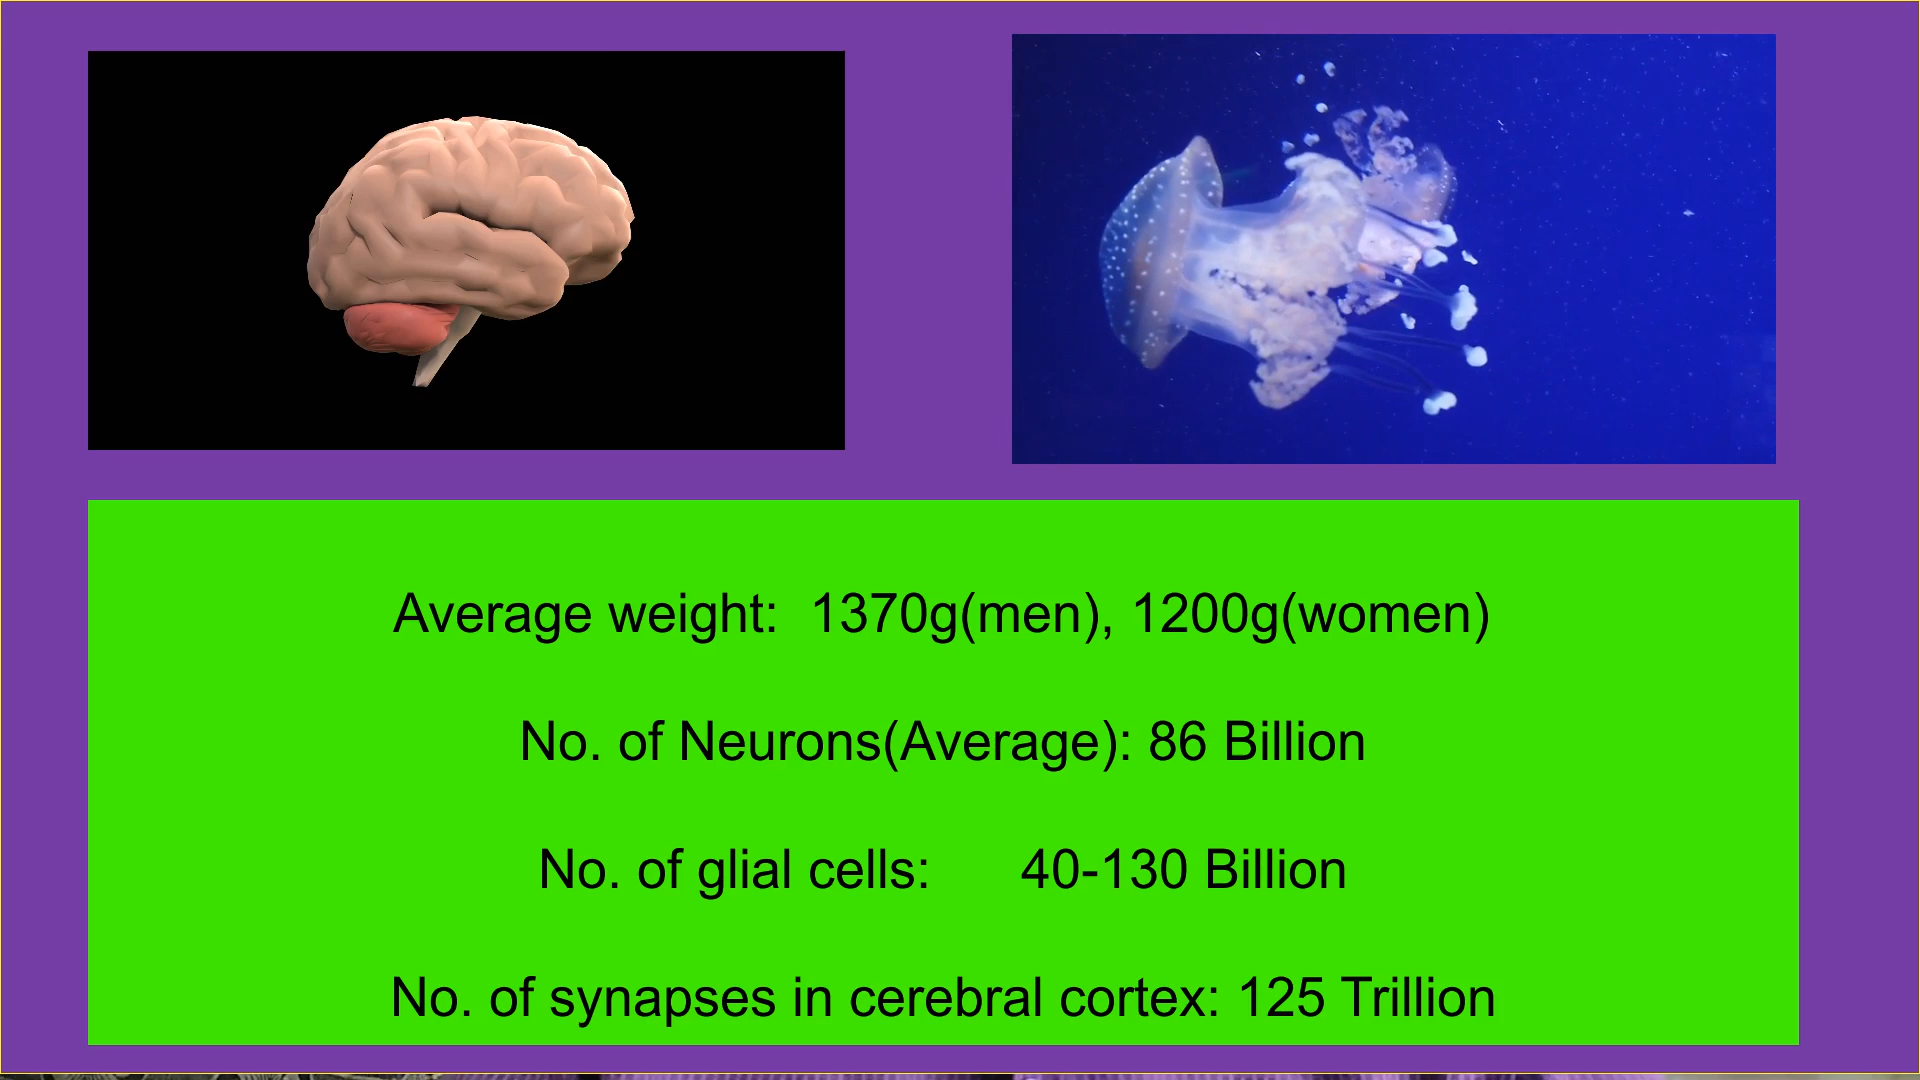 Average weight:  1370g(men), 1200g(women)
No. of Neurons(Average): 86 Billion
No. of glial cells:      40-130 Billion
No. of synapses in cerebral cortex: 125 Trillion